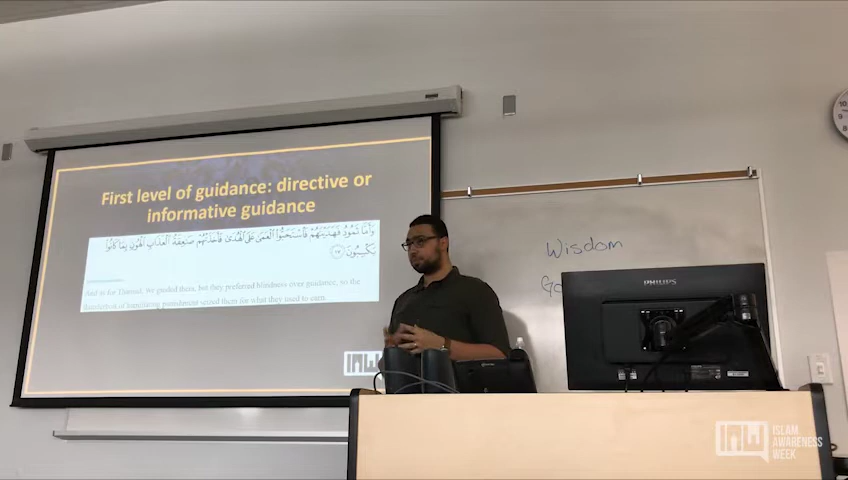 First level of guidance: directive or
informative guidance
وَأَمَّا ثَمُودُ فَهَدَيْنَٰهُمْ فَٱسْتَحَبُّوا۟ ٱلْعَمَىٰ عَلَى ٱلْهُدَىٰ فَأَخَذَتْهُمْ صَٰعِقَةُ ٱلْعَذَابِ ٱلْهُونِ بِمَا كَانُوا۟
يَكْسِبُونَ ١٧
And as for Thamud, We guided them, but they preferred blindness over guidance, so the
thunderbolt of humiliating punishment seized them for what they used to earn.
Wisdom
PHILIPS
ISLAM
AWARENESS
WEEK